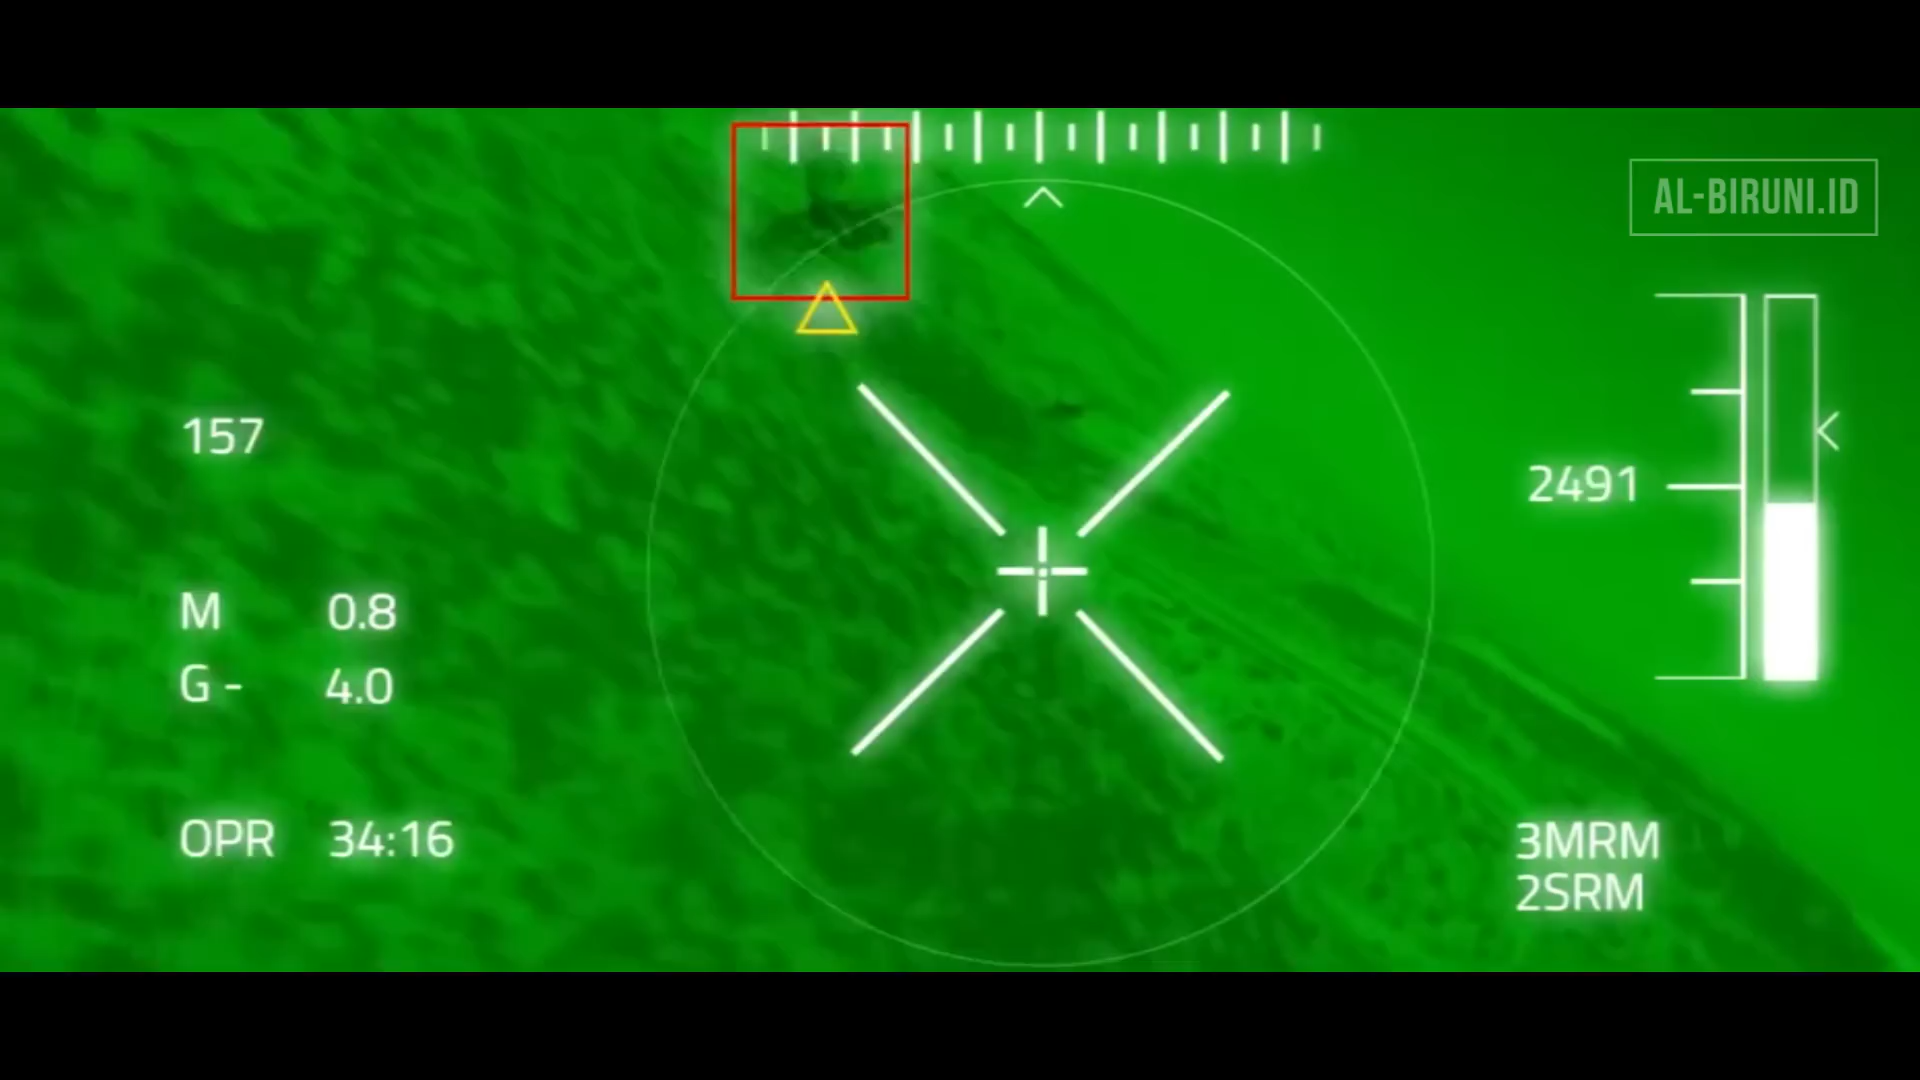 AL-BIRUNI.ID
157
2491
M 0.8
G - 4.0
OPR 34:16
3MRM
2SRM